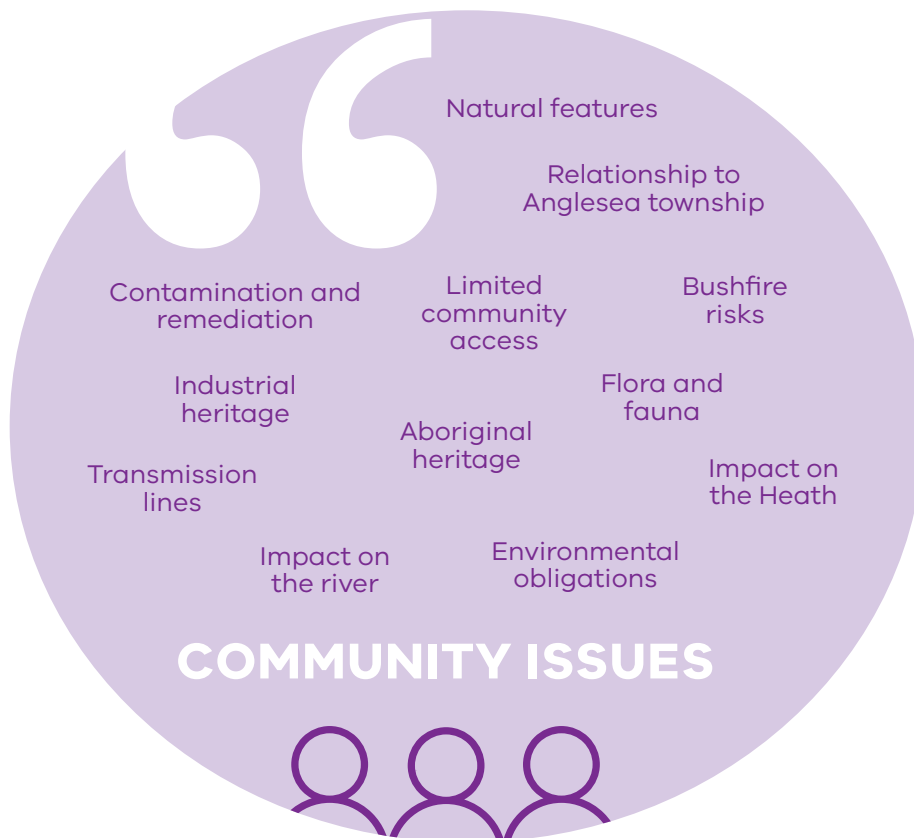 Natural features
Relationship to
Anglesea township
Contamination and
remediation
Limited
community
access
Bushfire
risks
Industrial
heritage
Flora and
fauna
Aboriginal
heritage
Transmission
lines
Impact on
the Heath
Impact on
the river
Environmental
obligations
COMMUNITY ISSUES